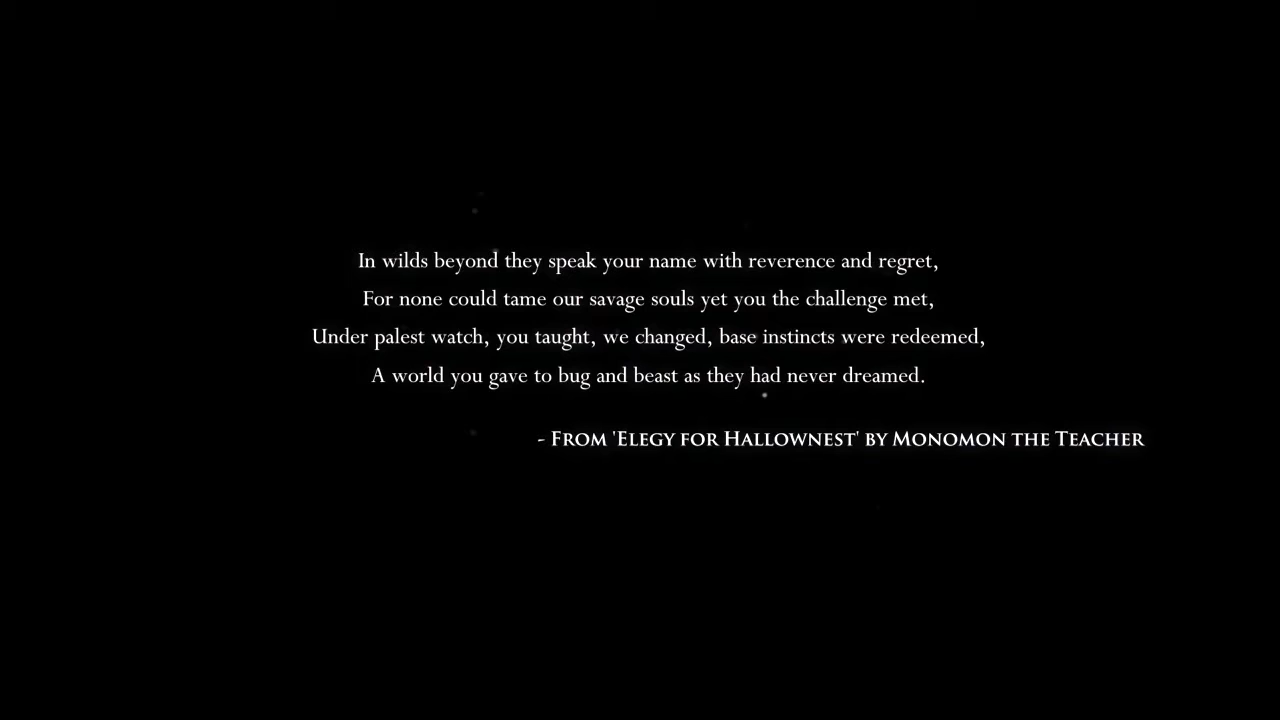 In wilds beyond they speak your name with reverence and regret,
For none could tame our savage souls yet you the challenge met,
Under palest watch, you taught, we changed, base instincts were redeemed,
A world you gave to bug and beast as they had never dreamed.
- From 'Elegy for Hallownest' by Monomon the Teacher